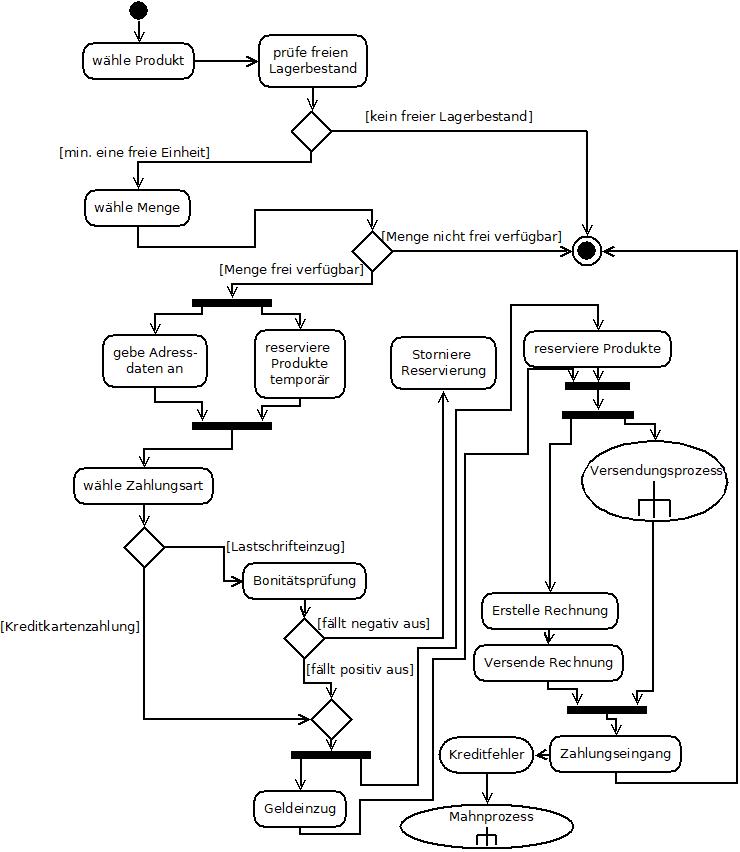 wähle Produkt
prüfe freien
Lagerbestand
[kein freier Lagerbestand]
[min. eine freie Einheit]
wähle Menge
[Menge nicht frei verfügbar]
[Menge frei verfügbar]
gebe Adress-
daten an
reserviere
Produkte
temporär
Storniere
Reservierung
reserviere Produkte
Versendungsprozess
wähle Zahlungsart
[Lastschrifteinzug]
Bonitätsprüfung
[Kreditkartenzahlung]
[fällt negativ aus]
[fällt positiv aus]
Erstelle Rechnung
Versende Rechnung
Kreditfehler
Zahlungseingang
Geldeinzug
Mahnprozess